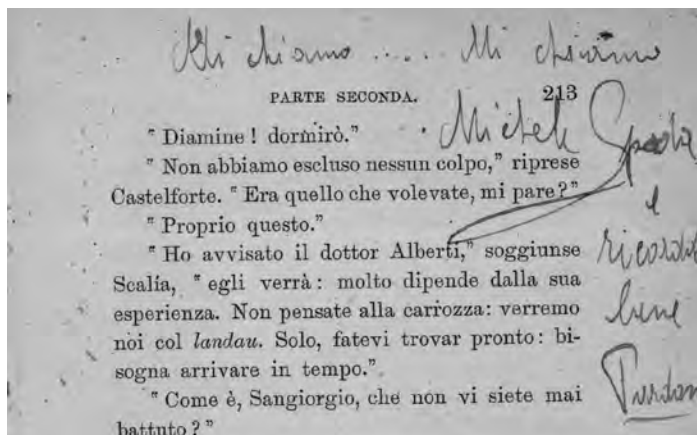 Mi chiamo ..... Mi chiamo
PARTE SECONDA. 213
Michele
" Diamine ! dormirò."
" Non abbiamo escluso nessun colpo," riprese
Castelforte. " Era quello che volevate, mi pare ?"
" Proprio questo."
" Ho avvisato il dottor Alberti," soggiunse
Scalía, " egli verrà : molto dipende dalla sua
esperienza. Non pensate alla carrozza: verremo
noi col landau. Solo, fatevi trovar pronto : bi-
sogna arrivare in tempo."
" Come è, Sangiorgio, che non vi siete mai
battuto ?"
e
bene